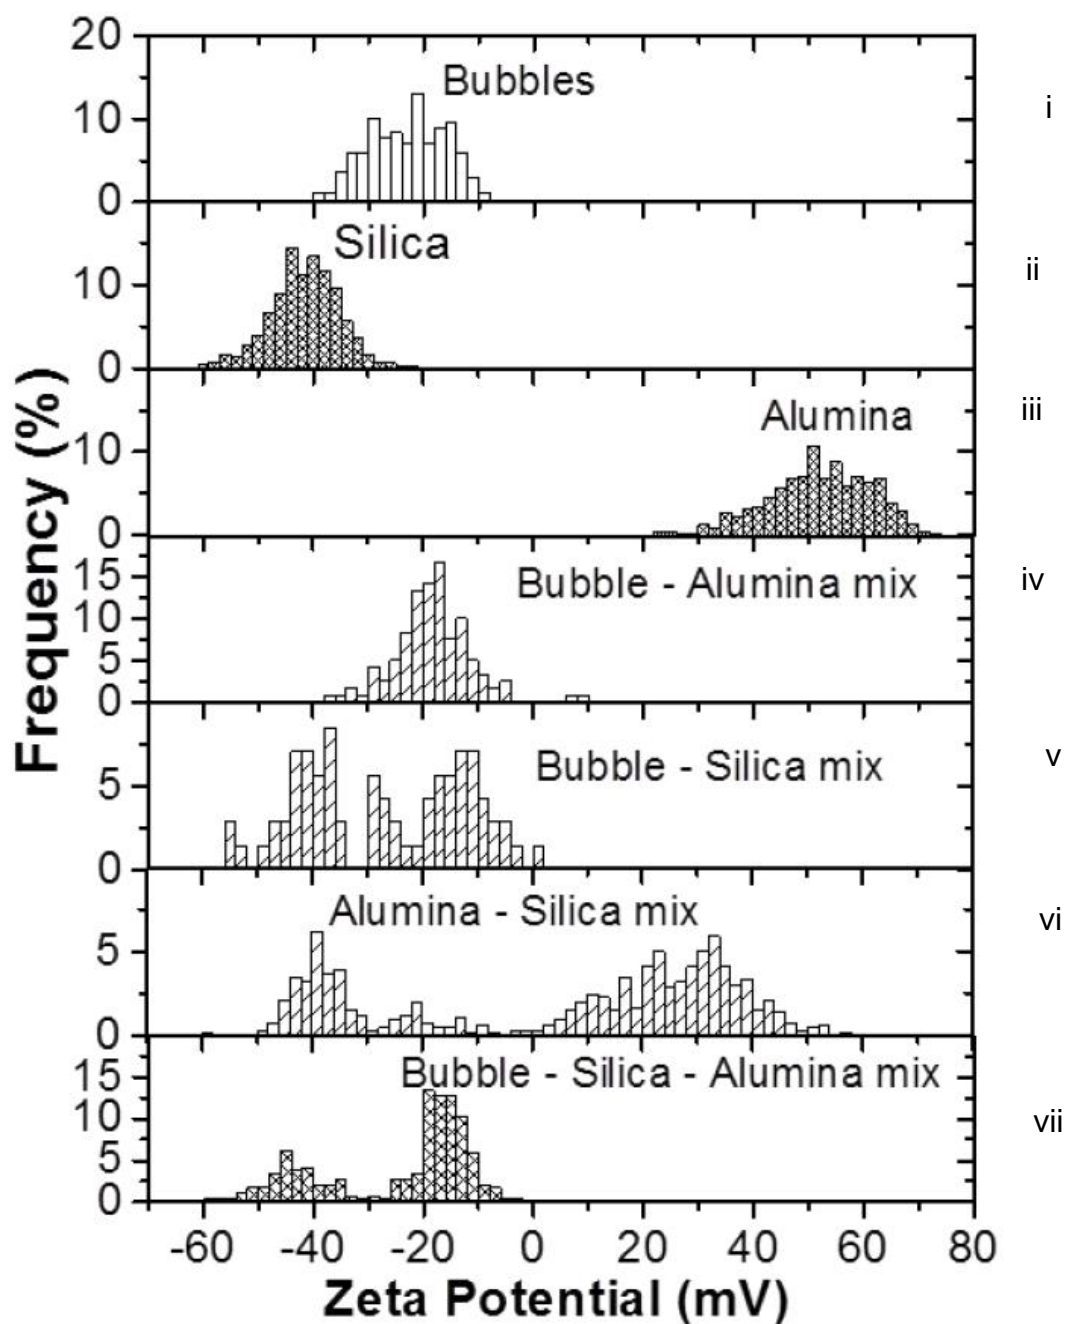 Frequency (%)
20
10
0
Bubbles
i
10
0
Silica
ii
10
0
Alumina
iii
15
10
5
0
Bubble - Alumina mix
iv
5
0
Bubble - Silica mix
v
5
0
Alumina - Silica mix
vi
15
10
5
0
Bubble - Silica - Alumina mix
vii
-60 -40 -20 0 20 40 60 80
Zeta Potential (mV)